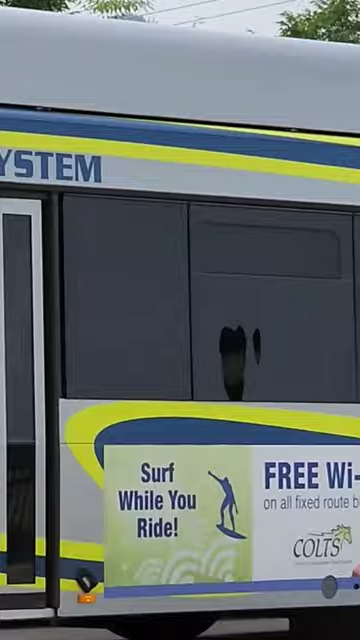 YSTEM
Surf
While You
Ride!
FREE Wi-
on all fixed route b
COLTS